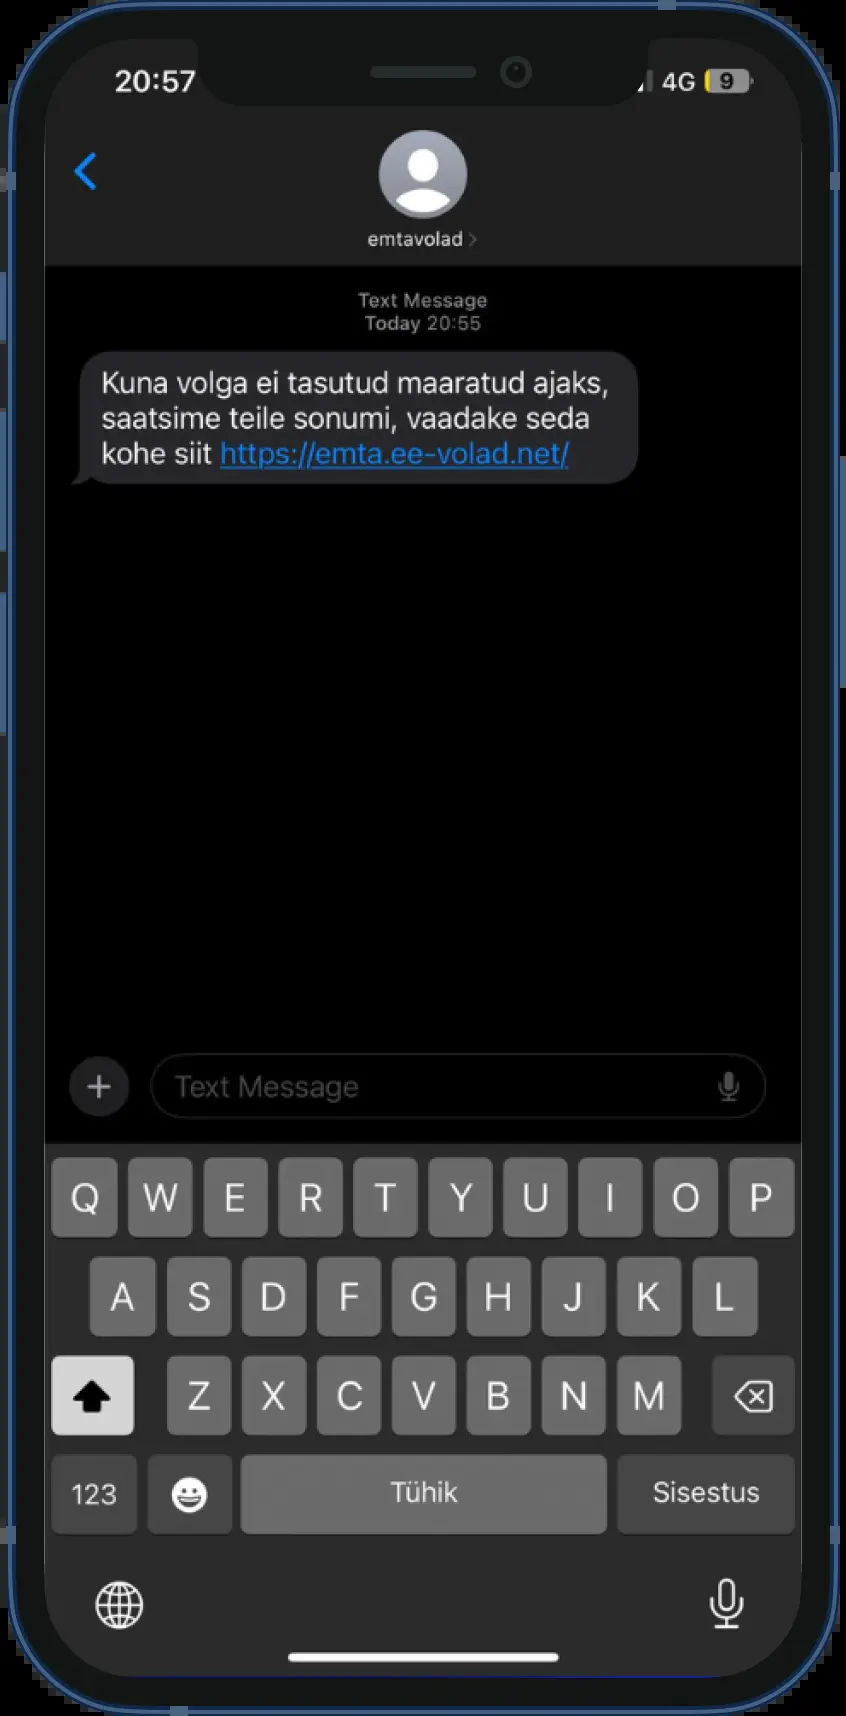 20:57
4G 9
emtavolad
Text Message
Today 20:55
Kuna volga ei tasutud maaratud ajaks,
saatsime teile sonumi, vaadake seda
kohe siit https://emta.ee-volad.net/
Text Message
Q W E R T Y U I O P
A S D F G H J K L
Z X C V B N M
123 Tühik Sisestus